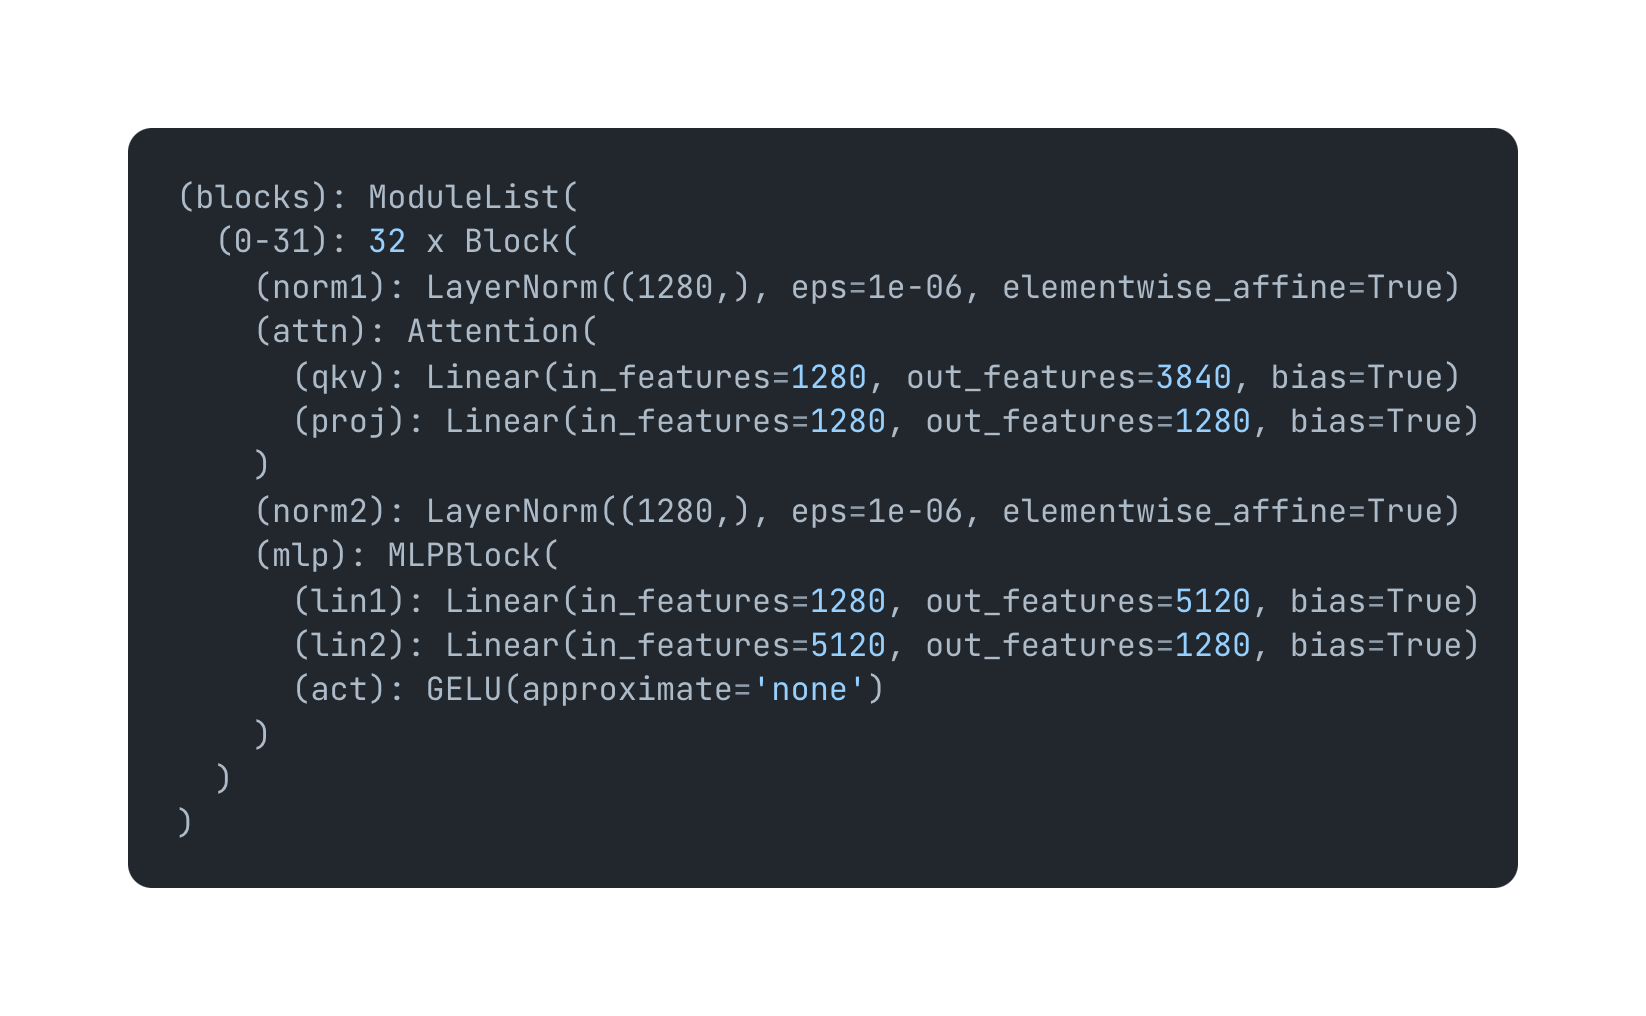 (blocks): ModuleList(
  (0-31): 32 x Block(
    (norm1): LayerNorm((1280,), eps=1e-06, elementwise_affine=True)
    (attn): Attention(
      (qkv): Linear(in_features=1280, out_features=3840, bias=True)
      (proj): Linear(in_features=1280, out_features=1280, bias=True)
    )
    (norm2): LayerNorm((1280,), eps=1e-06, elementwise_affine=True)
    (mlp): MLPBlock(
      (lin1): Linear(in_features=1280, out_features=5120, bias=True)
      (lin2): Linear(in_features=5120, out_features=1280, bias=True)
      (act): GELU(approximate='none')
    )
  )
)